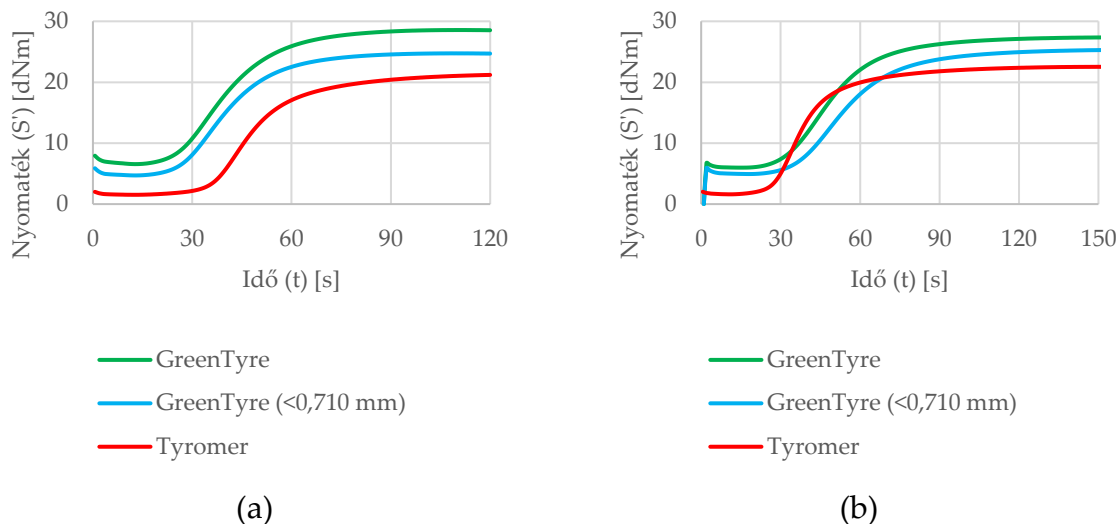 Nyomaték (S') [dNm]
30
20
10
0
0 30 60 90 120
Idő (t) [s]
GreenTyre
GreenTyre (<0,710 mm)
Tyromer
(a)
Nyomaték (S') [dNm]
30
20
10
0
0 30 60 90 120 150
Idő (t) [s]
GreenTyre
GreenTyre (<0,710 mm)
Tyromer
(b)